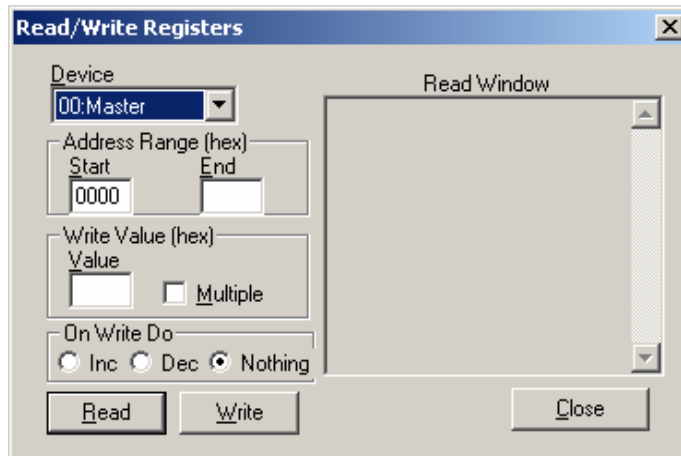 Read/Write Registers
Device
Read Window
00:Master
Address Range (hex)
Start End
0000
Write Value (hex)
Value
Multiple
On Write Do
Inc Dec Nothing
Read Write Close